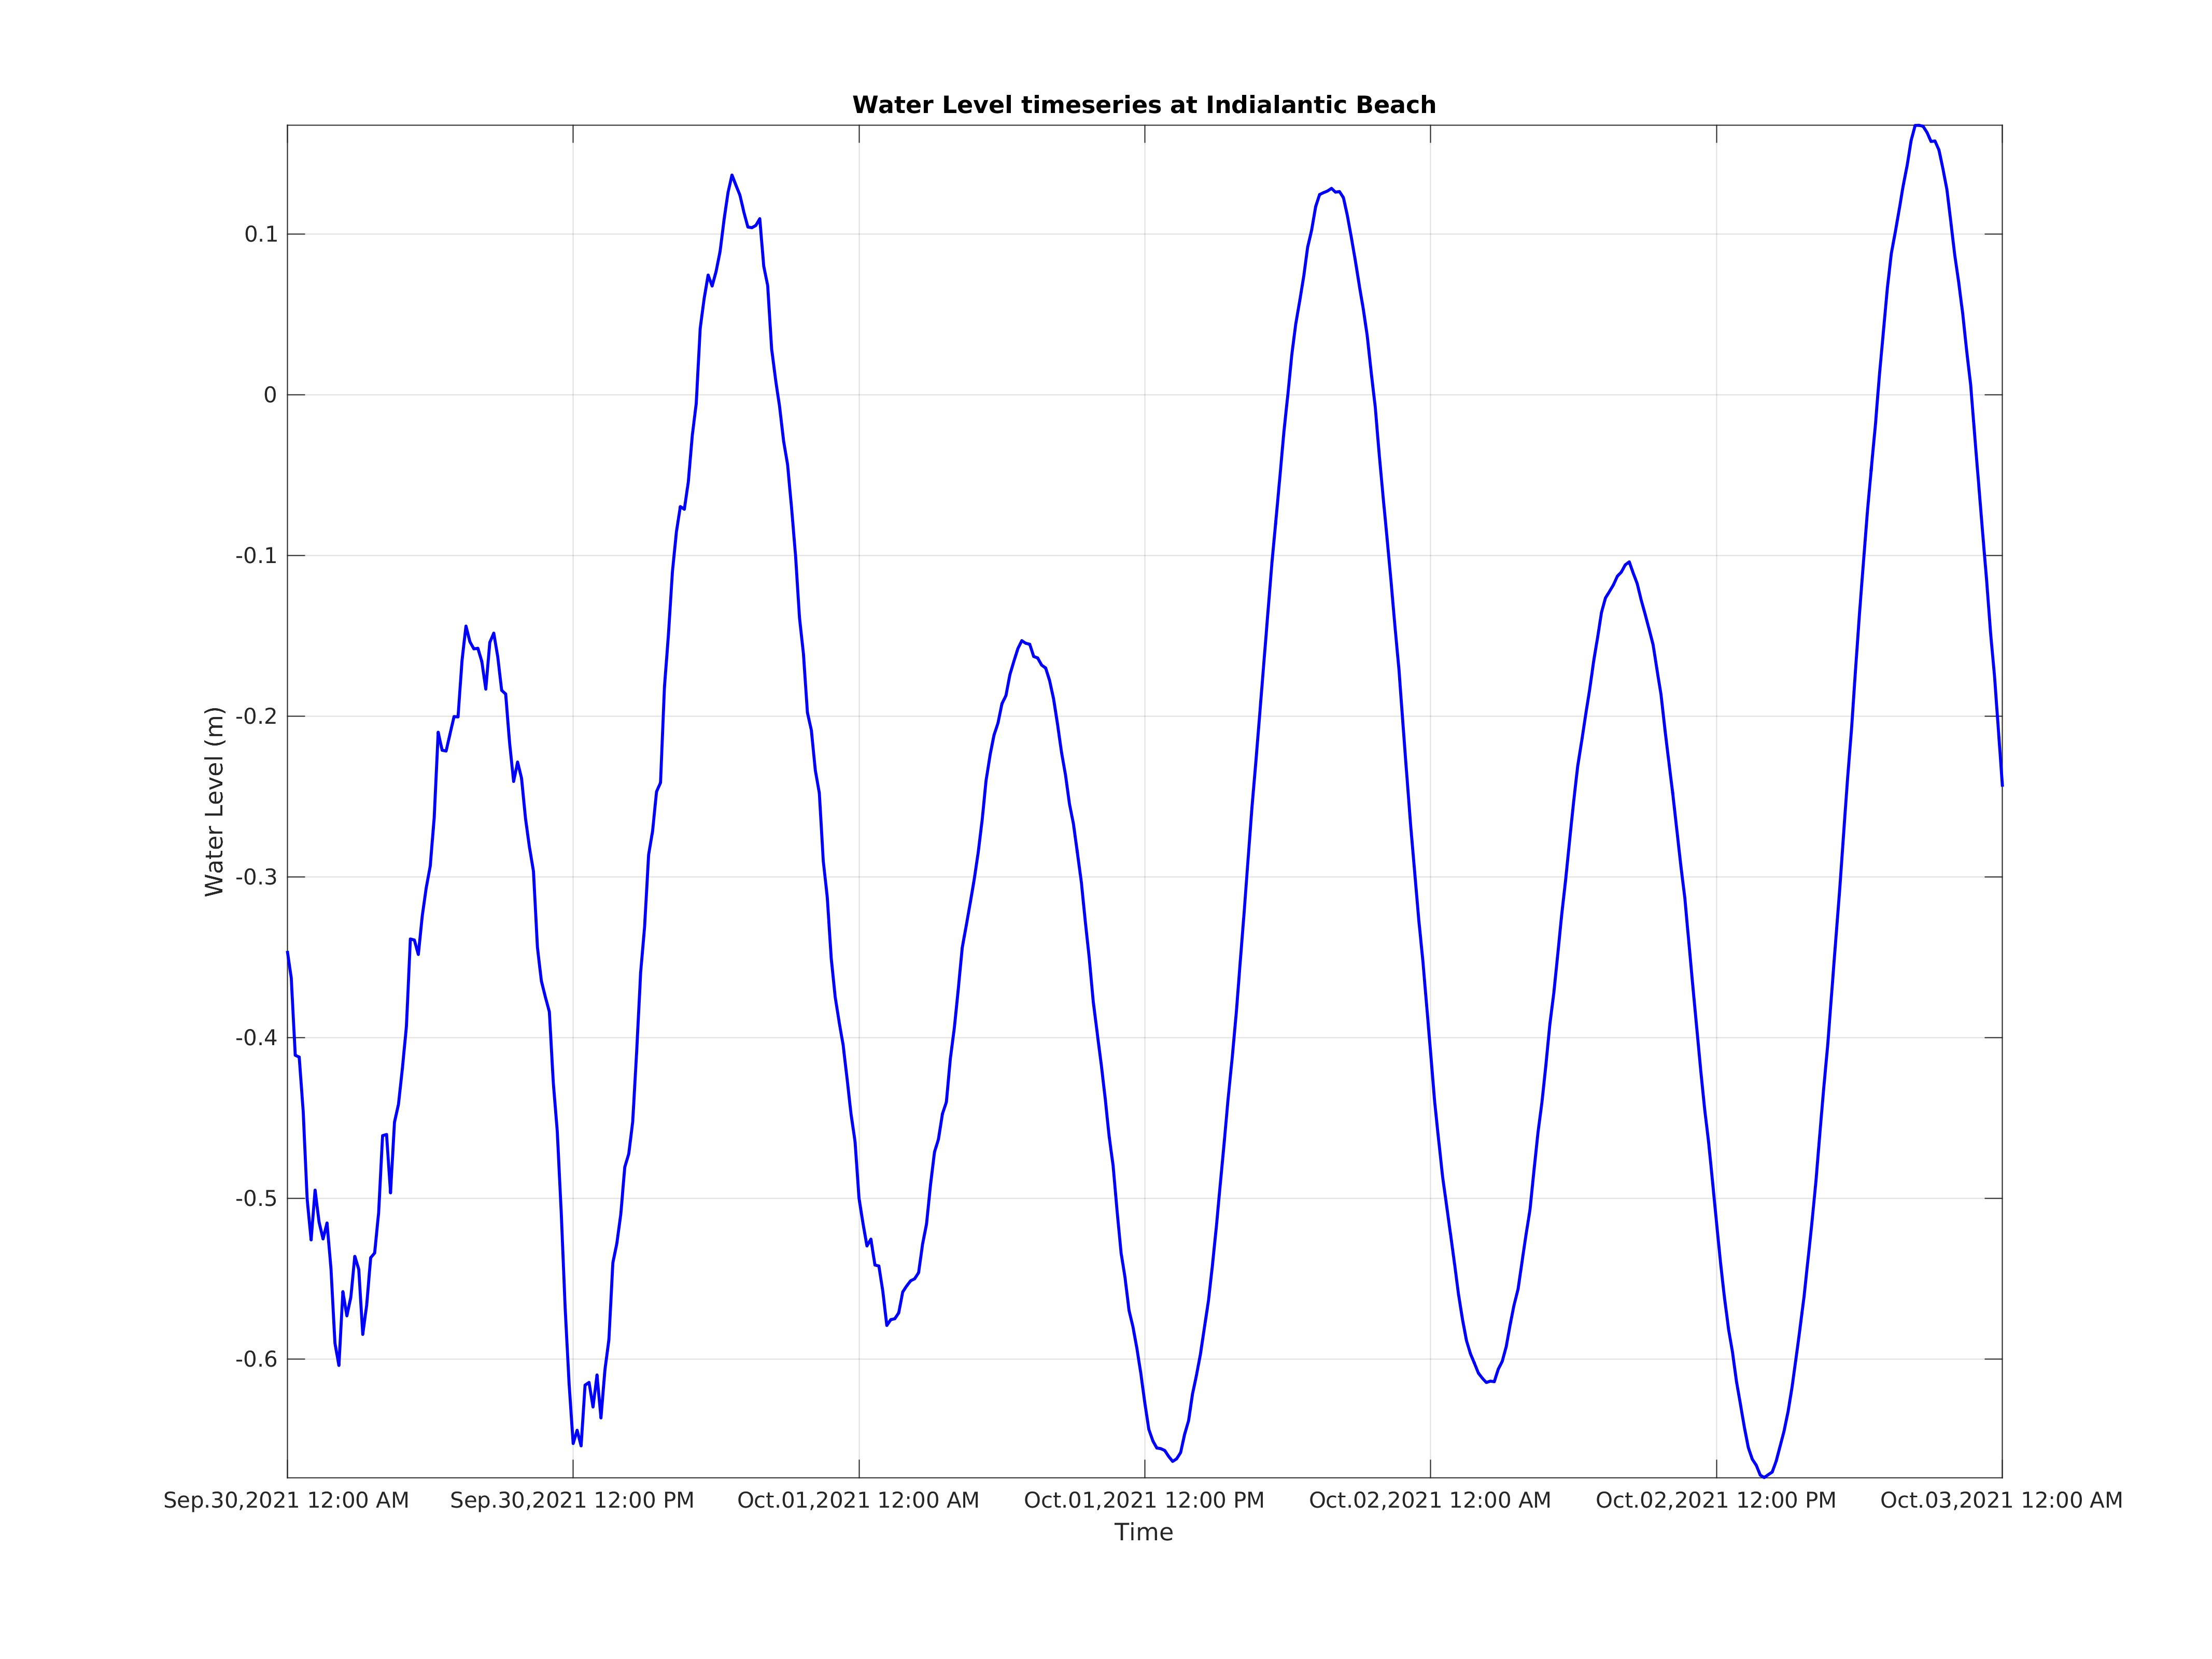 Water Level timeseries at Indialantic Beach
0.1
0
-0.1
-0.2
-0.3
-0.4
-0.5
-0.6
Water Level (m)
Sep.30,2021 12:00 AM Sep.30,2021 12:00 PM Oct.01,2021 12:00 AM Oct.01,2021 12:00 PM Oct.02,2021 12:00 AM Oct.02,2021 12:00 PM Oct.03,2021 12:00 AM
Time